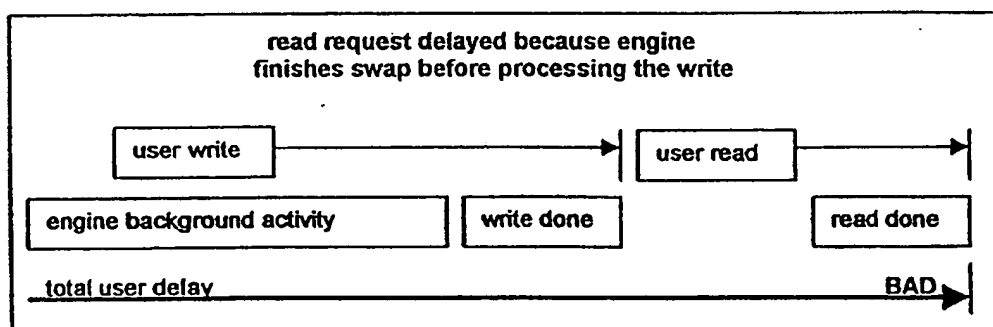 read request delayed because engine
finishes swap before processing the write
user write
user read
engine background activity
write done
read done
total user delay
BAD